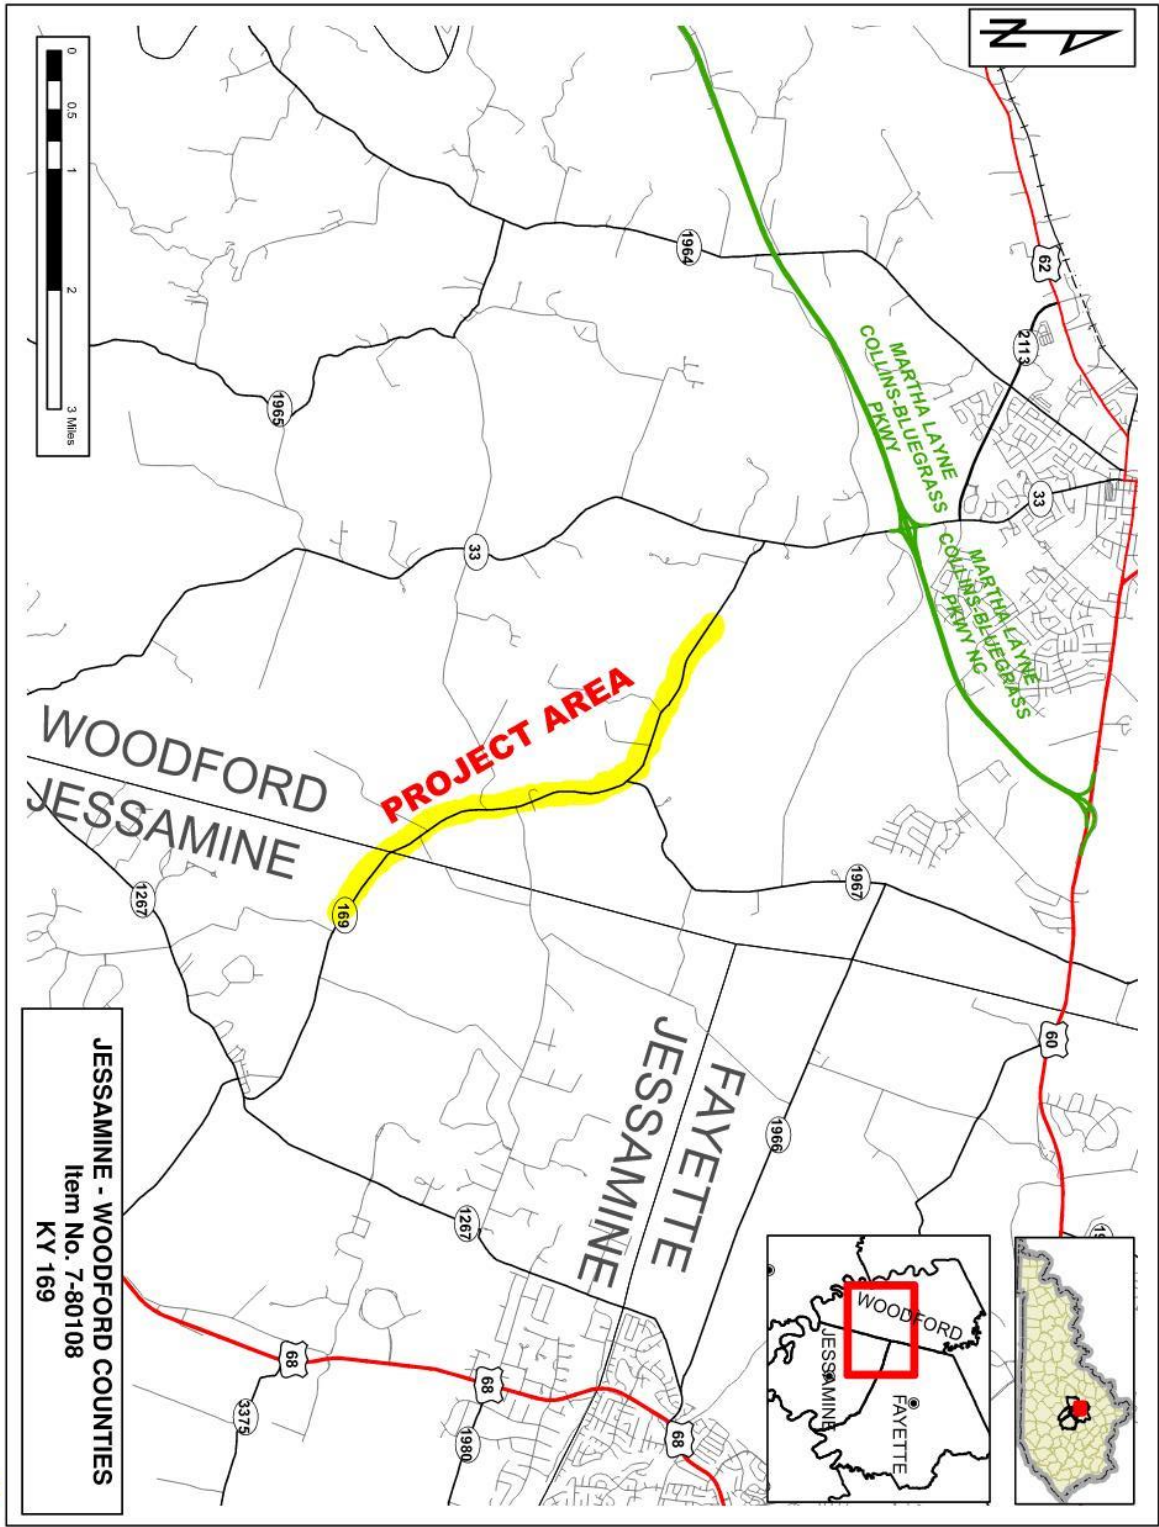 N
62
2113
33
1964
MARTHA LAYNE
COLLINS-BLUEGRASS
PKWY
MARTHA LAYNE
COLLINS-BLUEGRASS
PKWY NC
60
1967
1966
1965
33
PROJECT AREA
WOODFORD
JESSAMINE
FAYETTE
JESSAMINE
169
1267
1267
68
68
68
1980
3375
WOODFORD
JESSAMINE
FAYETTE
0 0.5 1 2 3 Miles
JESSAMINE - WOODFORD COUNTIES
Item No. 7-80108
KY 169